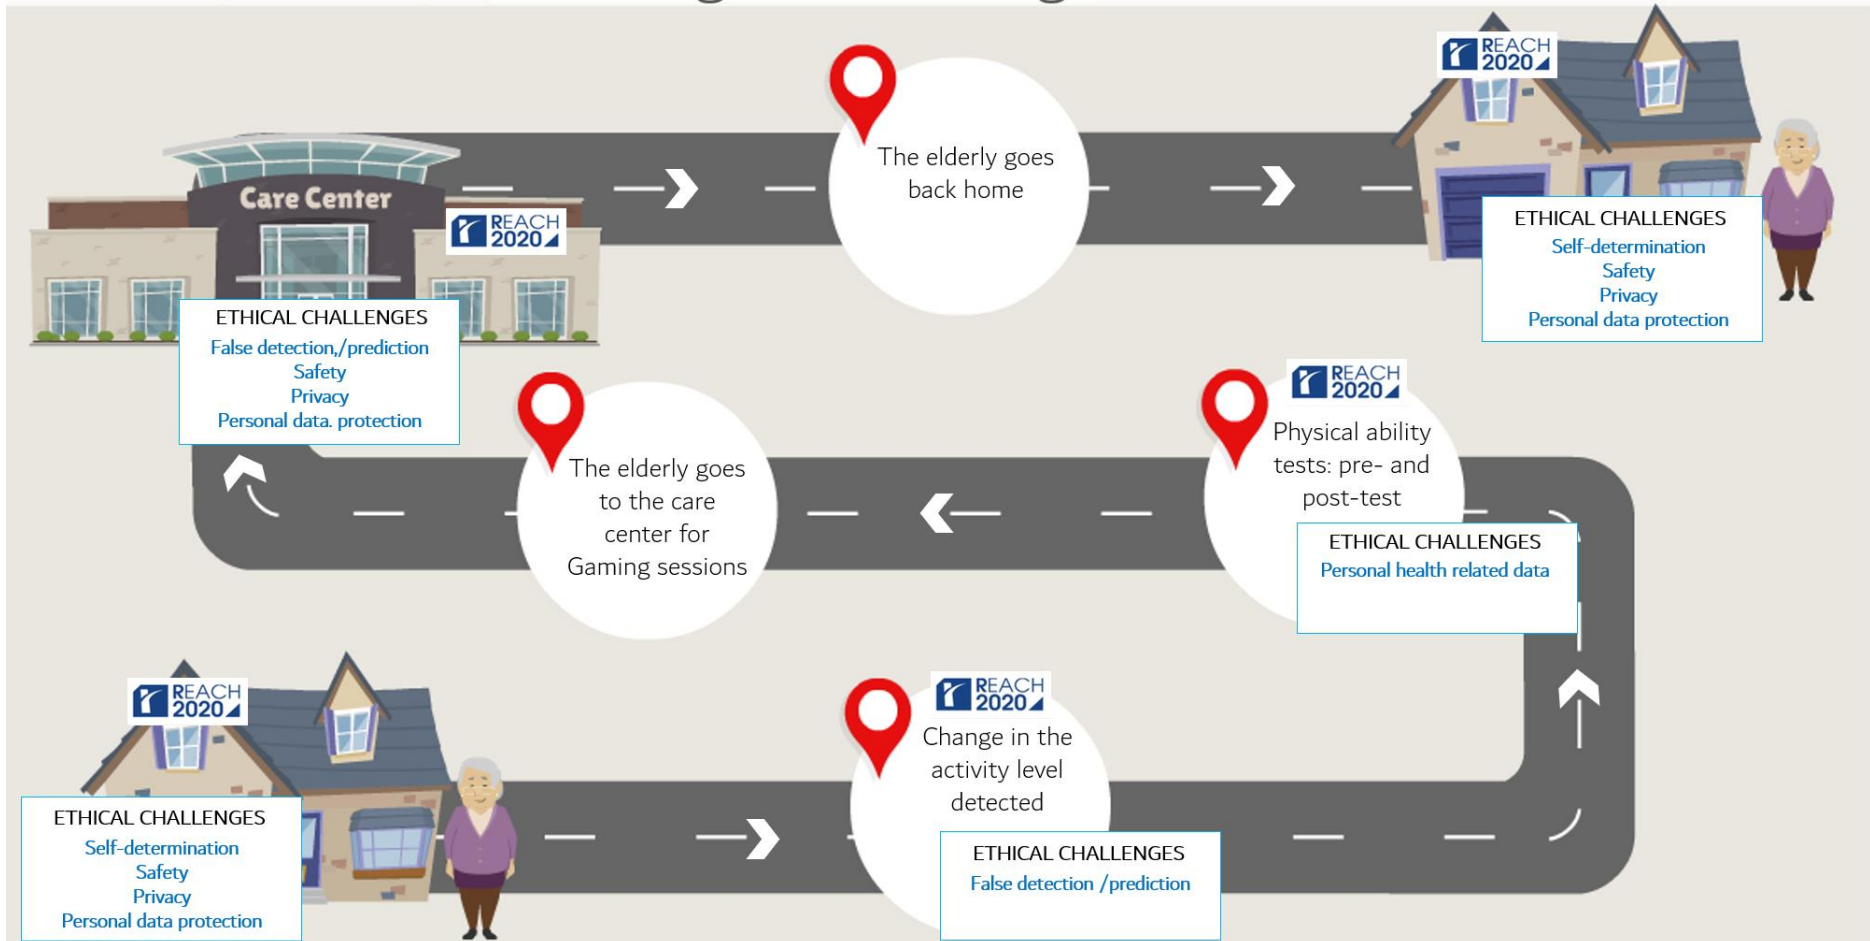 REACH
2020
The elderly goes
back home
Care Center
REACH
2020
ETHICAL CHALLENGES
Self-determination
Safety
Privacy
Personal data protection
ETHICAL CHALLENGES
False detection,/prediction
Safety
Privacy
Personal data. protection
REACH
2020
Physical ability
tests: pre- and
post-test
ETHICAL CHALLENGES
Personal health related data
The elderly goes
to the care
center for
Gaming sessions
REACH
2020
ETHICAL CHALLENGES
Self-determination
Safety
Privacy
Personal data protection
REACH
2020
Change in the
activity level
detected
ETHICAL CHALLENGES
False detection /prediction